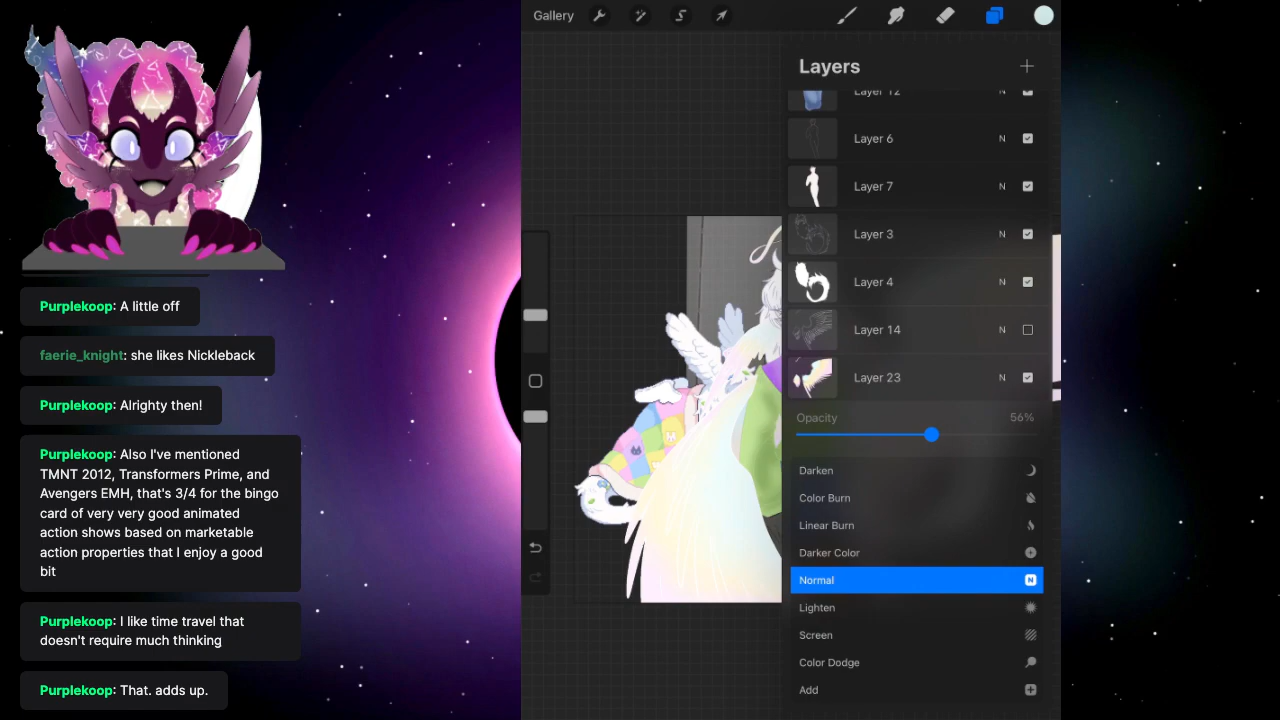 Gallery
Layers
Layer 12
N
Layer 6
N
Layer 7
N
Layer 3
N
Layer 4
N
Layer 14
N
Layer 23
N
Opacity
56%
Darken
Color Burn
Linear Burn
Darker Color
Normal
N
Lighten
Screen
Color Dodge
Add
Purplekoop: A little off
faerie_knight: she likes Nickleback
Purplekoop: Alrighty then!
Purplekoop: Also I've mentioned
TMNT 2012, Transformers Prime, and
Avengers EMH, that's 3/4 for the bingo
card of very very good animated
action shows based on marketable
action properties that I enjoy a good
bit
Purplekoop: I like time travel that
doesn't require much thinking
Purplekoop: That. adds up.